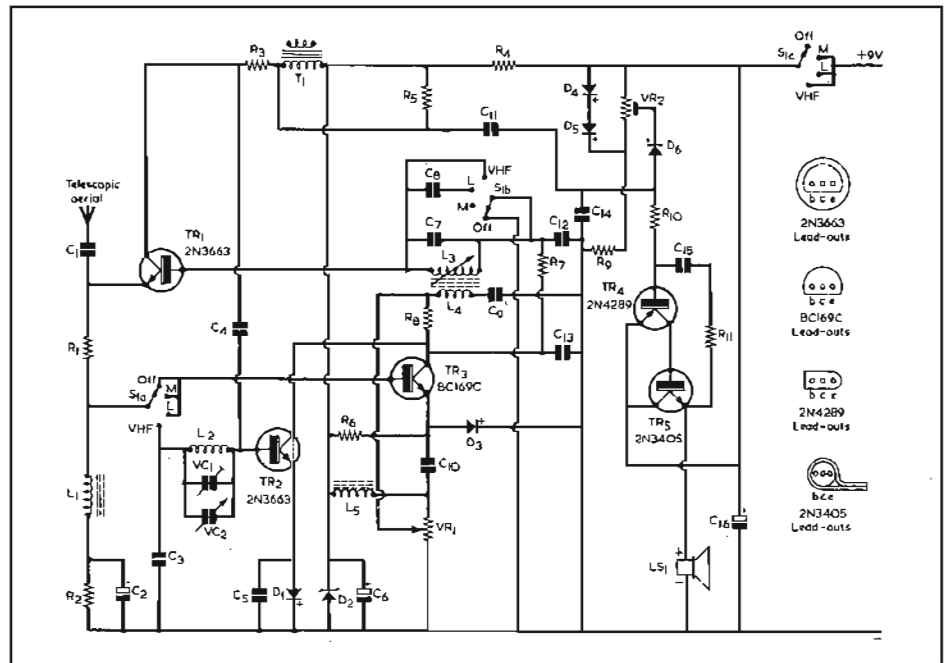 Off
S1c
M
L
+9V
VHF
R3
T1
R4
R5
D4
D5
VR2
D6
C11
VHF
C8
L
S1b
M
Off
Telescopic
aerial
C1
TR1
2N3663
C7
L3
C12
C14
R10
R7
R9
C15
2N3663
Lead-outs
b c e
L4
C9
TR4
2N4289
R11
R1
C4
R8
C13
BC169C
Lead-outs
b c e
TR3
BC169C
Off
S1a
M
L
VHF
R6
D3
TR5
2N3405
2N4289
Lead-outs
b c e
L2
TR2
2N3663
VC1
VC2
C10
L1
L5
VR1
C16
2N3405
Lead-outs
b c e
C3
LS1
+
-
R2
C2
C5
D1
D2
C6